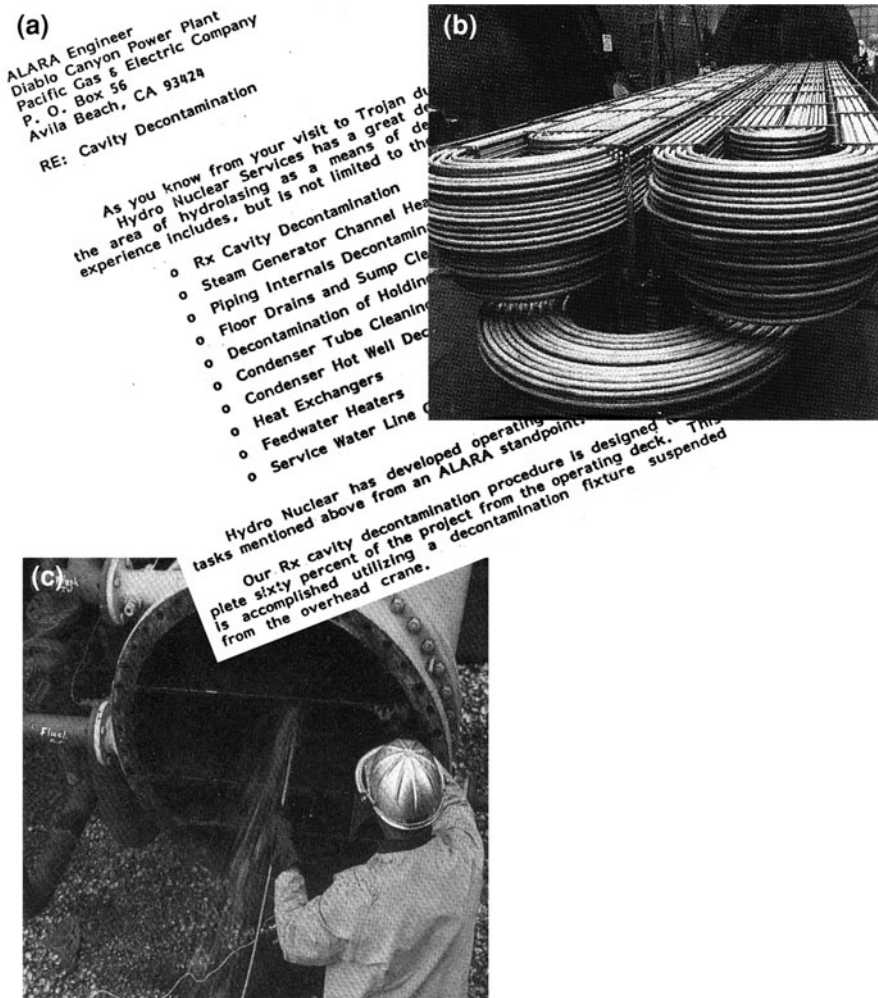 (a)
ALARA Engineer
Diablo Canyon Power Plant
Pacific Gas & Electric Company
P. O. Box 56
Avila Beach, CA 93424
RE: Cavity Decontamination
As you know from your visit to Trojan
Hydro Nuclear Services has a great
the area of hydrolasing as a means of
experience includes, but is not limited to the
o Rx Cavity Decontamination
o Steam Generator Channel
o Piping Internals
o Floor Drains and Sump
o Decontamination of Holding
o Condenser Tube Cleaning
o Condenser Hot Well
o Heat Exchangers
o Feedwater Heaters
o Service Water Line
Hydro Nuclear has developed operating
tasks mentioned above from an ALARA standpoint.
Our Rx cavity decontamination procedure is designed
plete sixty percent of the project from the operating deck. This
is accomplished utilizing a decontamination fixture suspended
from the overhead crane.
(b)
(c)